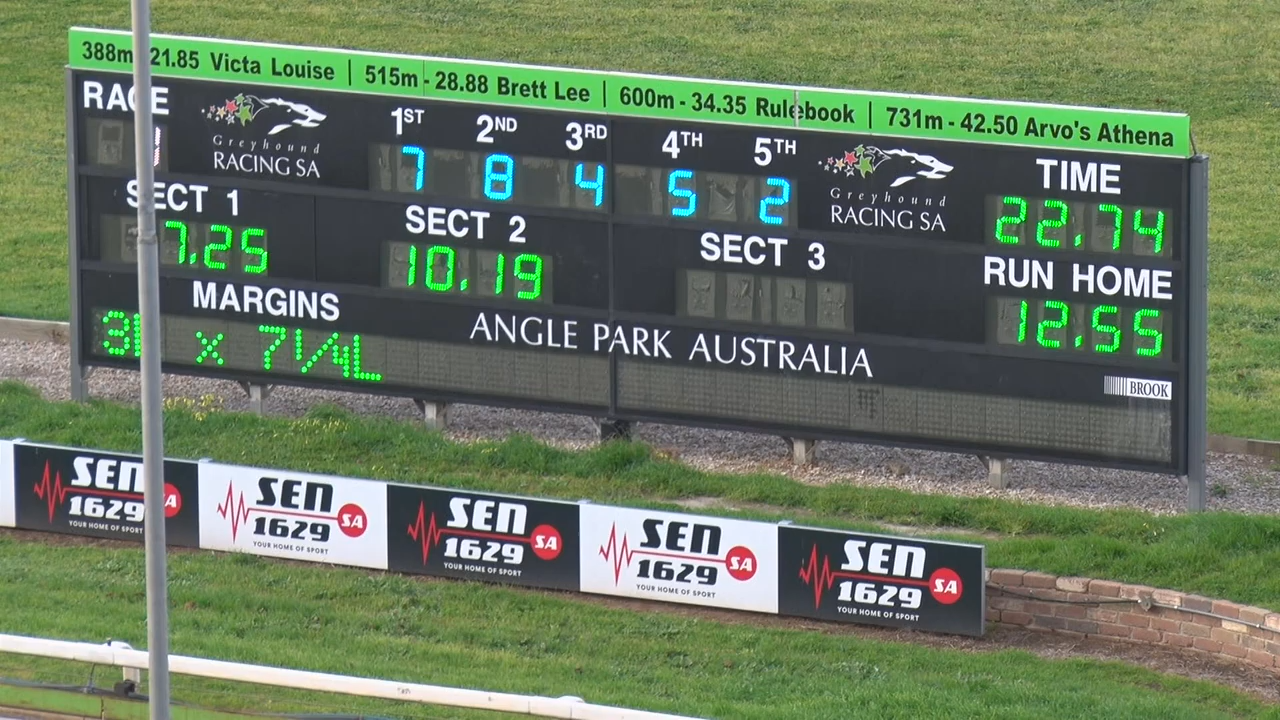 388m 21.85 Victa Louise | 515m - 28.88 Brett Lee | 600m - 34.35 Rulebook | 731m - 42.50 Arvo's Athena
RACE
Greyhound
RACING SA
1ST 2ND 3RD 4TH 5TH
7 8 4 5 2
Greyhound
RACING SA
TIME
22.74
SECT 1
7.25
SECT 2
10.19
SECT 3
RUN HOME
12.55
MARGINS
x 7¼L
ANGLE PARK AUSTRALIA
BROOK
SEN
1629 SA
YOUR HOME OF SPORT
SEN
1629 SA
YOUR HOME OF SPORT
SEN
1629 SA
YOUR HOME OF SPORT
SEN
1629 SA
YOUR HOME OF SPORT
SEN
1629 SA
YOUR HOME OF SPORT